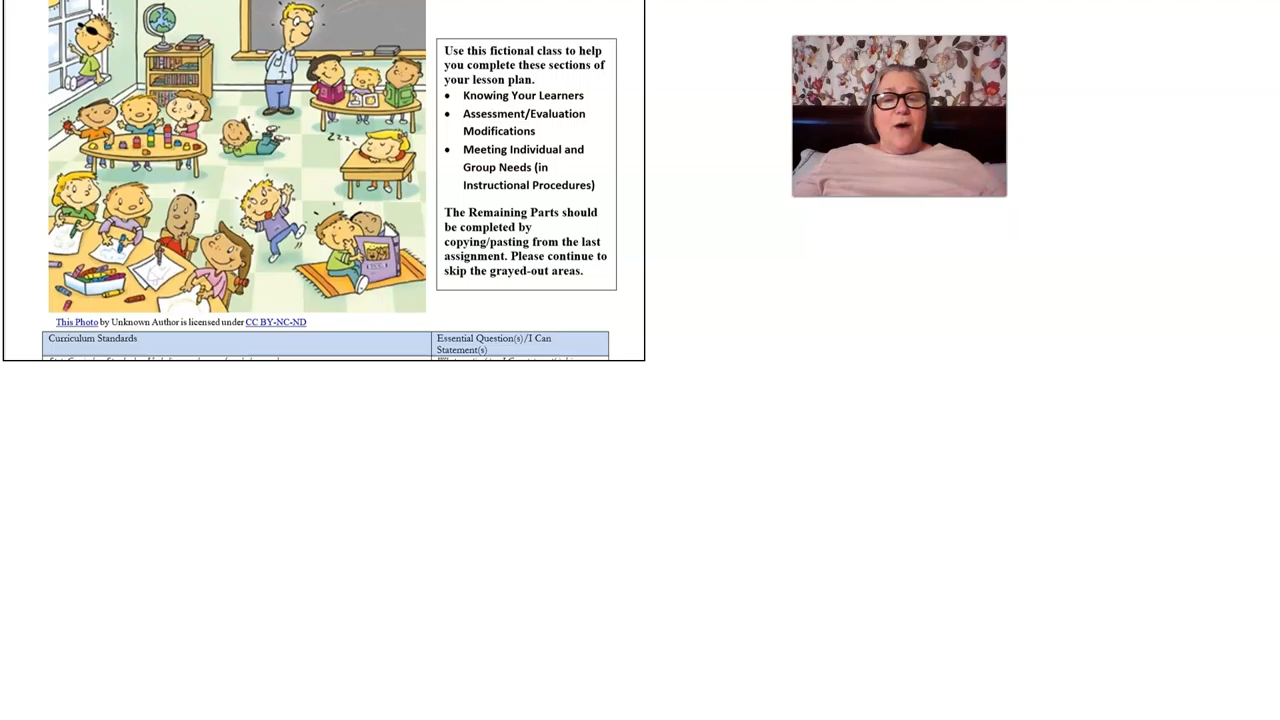 Use this fictional class to help
you complete these sections of
your lesson plan.
• Knowing Your Learners
• Assessment/Evaluation
Modifications
• Meeting Individual and
Group Needs (in
Instructional Procedures)
The Remaining Parts should
be completed by
copying/pasting from the last
assignment. Please continue to
skip the grayed-out areas.
zzz
This Photo by Unknown Author is licensed under CC BY-NC-ND
Curriculum Standards
Essential Question(s)/I Can
Statement(s)